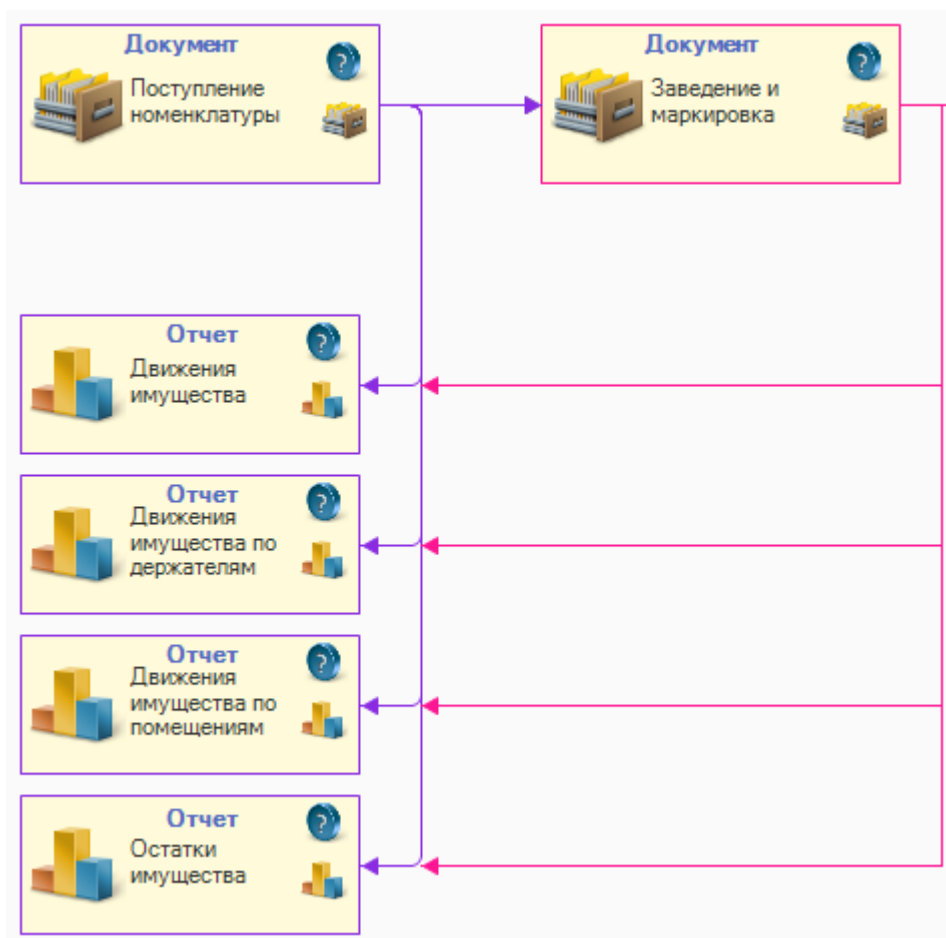 Документ
Поступление
номенклатуры
Документ
Заведение и
маркировка
Отчет
Движения
имущества
Отчет
Движения
имущества по
держателям
Отчет
Движения
имущества по
помещениям
Отчет
Остатки
имущества